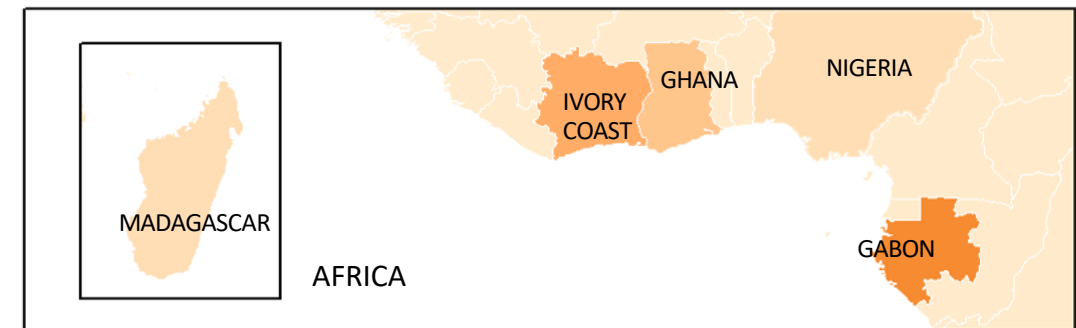 NIGERIA
GHANA
IVORY
COAST
MADAGASCAR
GABON
AFRICA